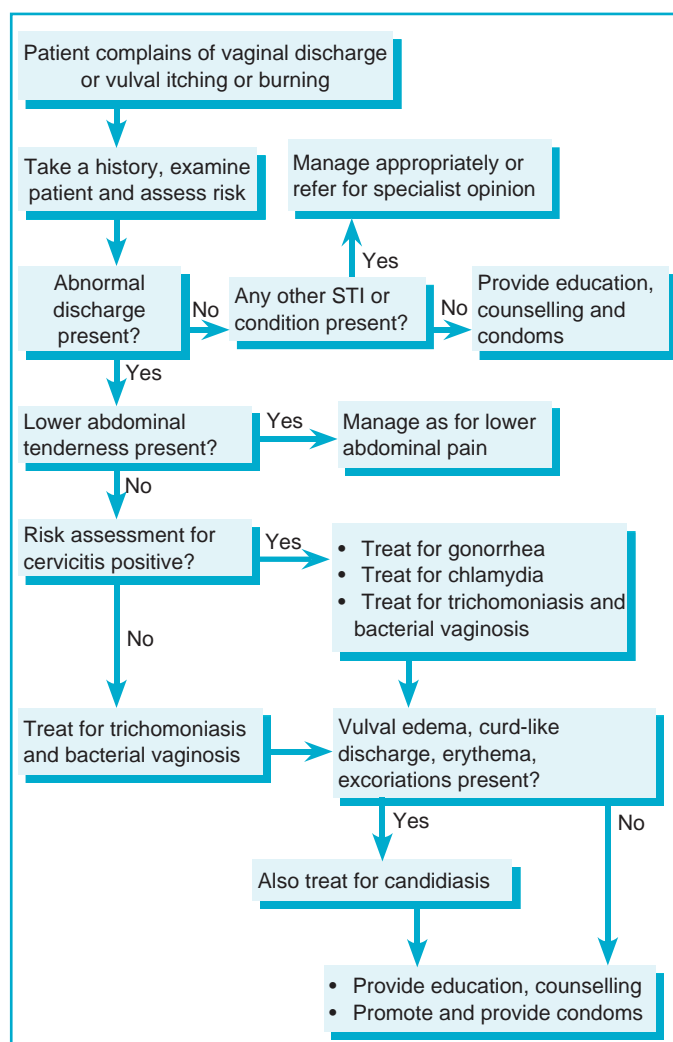 Patient complains of vaginal discharge
or vulval itching or burning
Take a history, examine
patient and assess risk
Manage appropriately or
refer for specialist opinion
Yes
Abnormal
discharge
present?
No
Any other STI or
condition present?
No
Provide education,
counselling and
condoms
Yes
Lower abdominal
tenderness present?
Yes
Manage as for lower
abdominal pain
No
Risk assessment for
cervicitis positive?
Yes
• Treat for gonorrhea
• Treat for chlamydia
• Treat for trichomoniasis and
bacterial vaginosis
No
Treat for trichomoniasis
and bacterial vaginosis
Vulval edema, curd-like
discharge, erythema,
excoriations present?
Yes
No
Also treat for candidiasis
• Provide education, counselling
• Promote and provide condoms